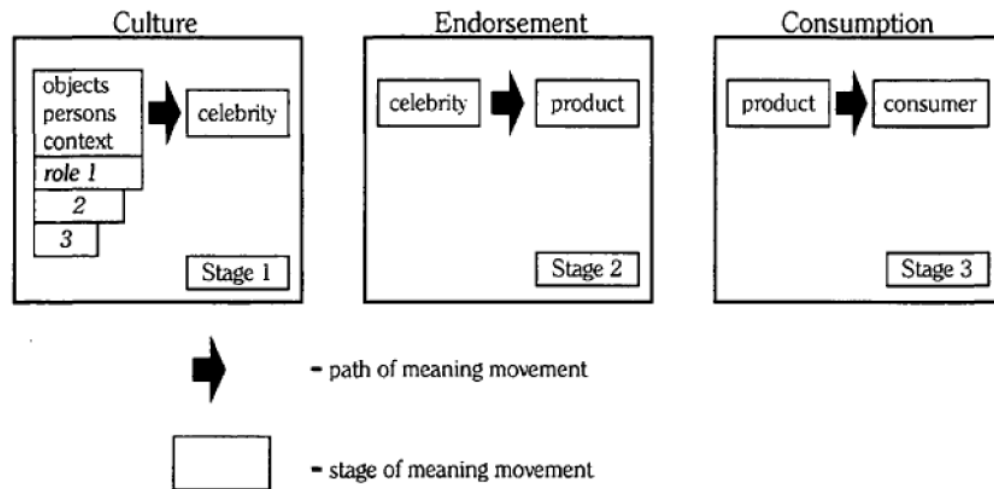 Culture
objects
persons
context
role 1
2
3
celebrity
Stage 1
Endorsement
celebrity
product
Stage 2
Consumption
product
consumer
Stage 3
- path of meaning movement
- stage of meaning movement